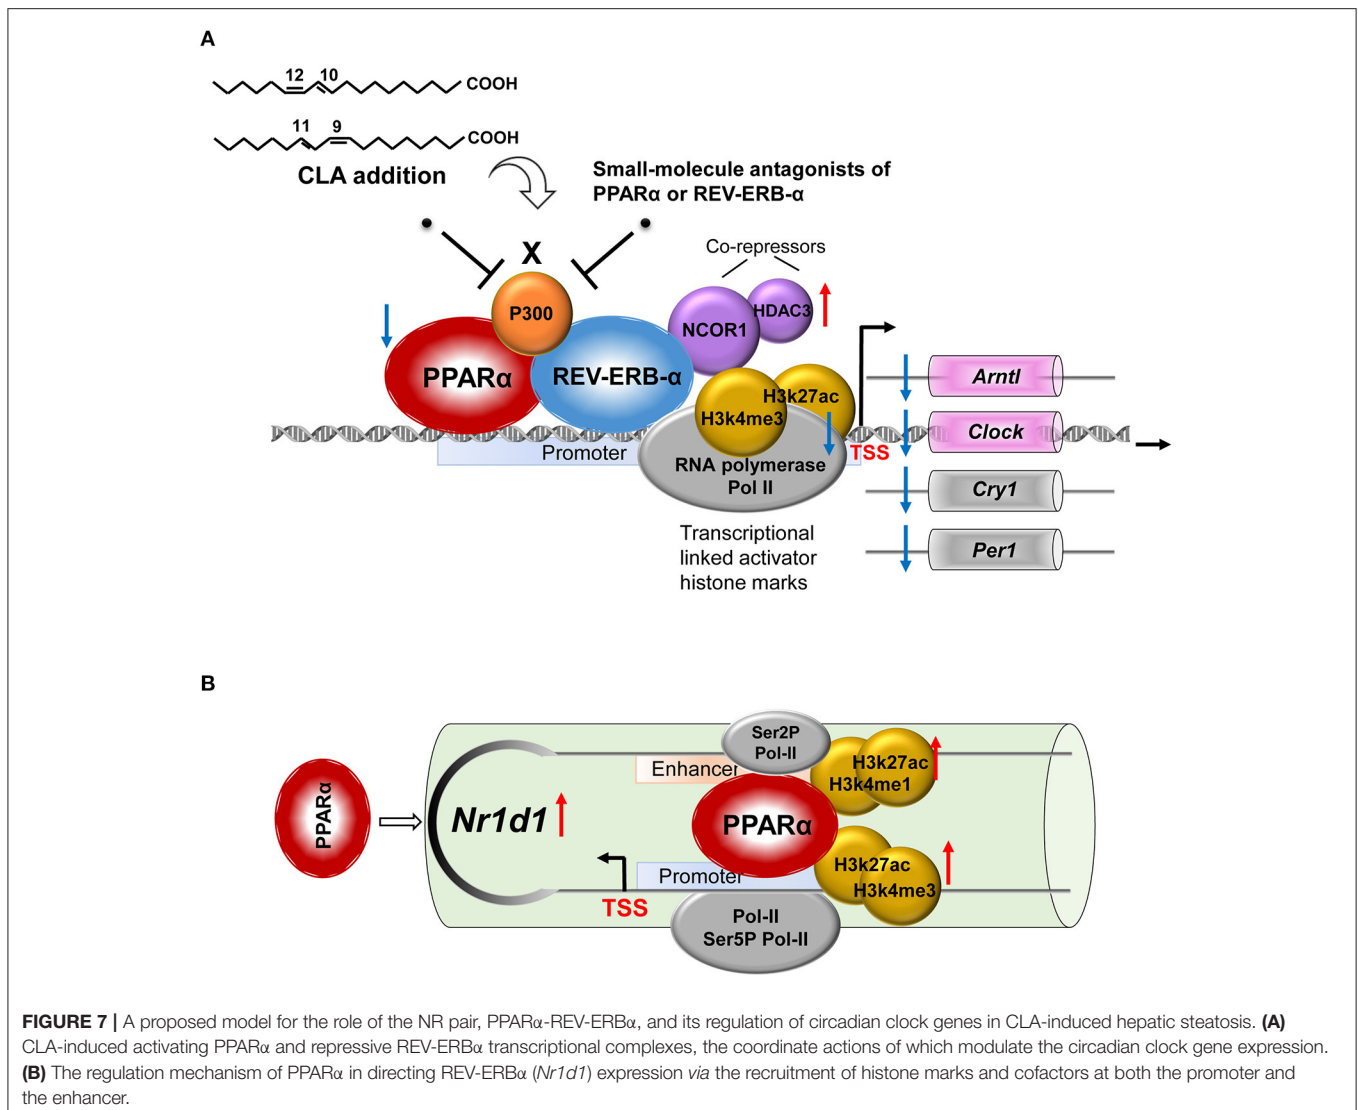 A
12 10
COOH
11 9
COOH
CLA addition
Small-molecule antagonists of
PPARα or REV-ERB-α
X
Co-repressors
P300
HDAC3
NCOR1
PPARα
REV-ERB-α
H3k27ac
H3k4me3
Arntl
Clock
Promoter
TSS
RNA polymerase
Pol II
Cry1
Per1
Transcriptional
linked activator
histone marks
B
Ser2P
Pol-II
Enhancer
H3k27ac
H3k4me1
PPARα
Nr1d1
PPARα
H3k27ac
H3k4me3
Promoter
TSS
Pol-II
Ser5P Pol-II
FIGURE 7 | A proposed model for the role of the NR pair, PPARα-REV-ERBα, and its regulation of circadian clock genes in CLA-induced hepatic steatosis. (A)
CLA-induced activating PPARα and repressive REV-ERBα transcriptional complexes, the coordinate actions of which modulate the circadian clock gene expression.
(B) The regulation mechanism of PPARα in directing REV-ERBα (Nr1d1) expression via the recruitment of histone marks and cofactors at both the promoter and
the enhancer.